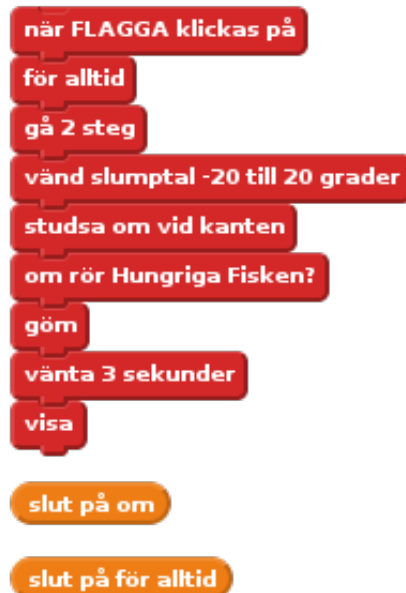 när FLAGGA klickas på
för alltid
gå 2 steg
vänd slumptal -20 till 20 grader
studsa om vid kanten
om rör Hungriga Fisken?
göm
vänta 3 sekunder
visa
slut på om
slut på för alltid